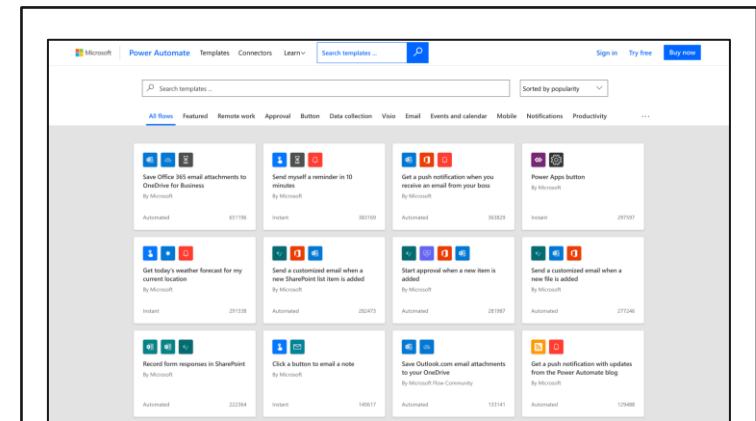 Microsoft Power Automate Templates Connectors Learn Search templates ... Sign in Try free Buy now
Search templates .. Sorted by popularity
All flows Featured Remote work Approval Button Data collection Visio Email Events and calendar Mobile Notifications Productivity ...
Save Office 365 email attachments to
OneDrive for Business
By Microsoft
Automated 651198
Send myself a reminder in 10
minutes
By Microsoft
Instant 383169
Get a push notification when you
receive an email from your boss
By Microsoft
Automated 363829
Power Apps
button
By Microsoft
Instant 297597
Get today's weather forecast for my
current location
By Microsoft
Instant 291538
Send a customized email when a
new SharePoint list item is added
By Microsoft
Automated 282473
Start approval when a new item is
added
By Microsoft
Automated 281987
Send a customized email when a
new file is added
By Microsoft
Automated 277246
Record form responses in SharePoint
By Microsoft
Automated 222364
Click a button to email a note
By Microsoft
Instant 149617
Save Outlook.com email attachments
to your OneDrive
By Microsoft Flow Community
Automated 133141
Get a push notification with updates
from the Power Automate blog
By Microsoft
Automated 129488